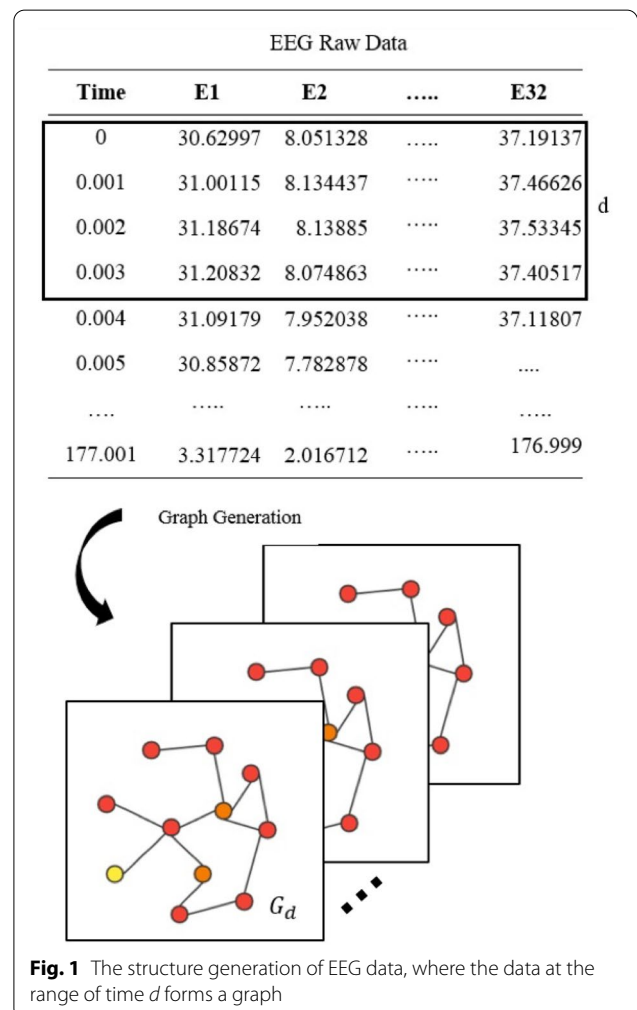 EEG Raw Data
Time E1 E2 ..... E32
0 30.62997 8.051328 ..... 37.19137
0.001 31.00115 8.134437 ..... 37.46626
d
0.002 31.18674 8.13885 ..... 37.53345
0.003 31.20832 8.074863 ..... 37.40517
0.004 31.09179 7.952038 ..... 37.11807
0.005 30.85872 7.782878 ..... ....
.... ..... ..... ..... .....
177.001 3.317724 2.016712 ..... 176.999
Graph Generation
G_d
Fig. 1 The structure generation of EEG data, where the data at the
range of time d forms a graph